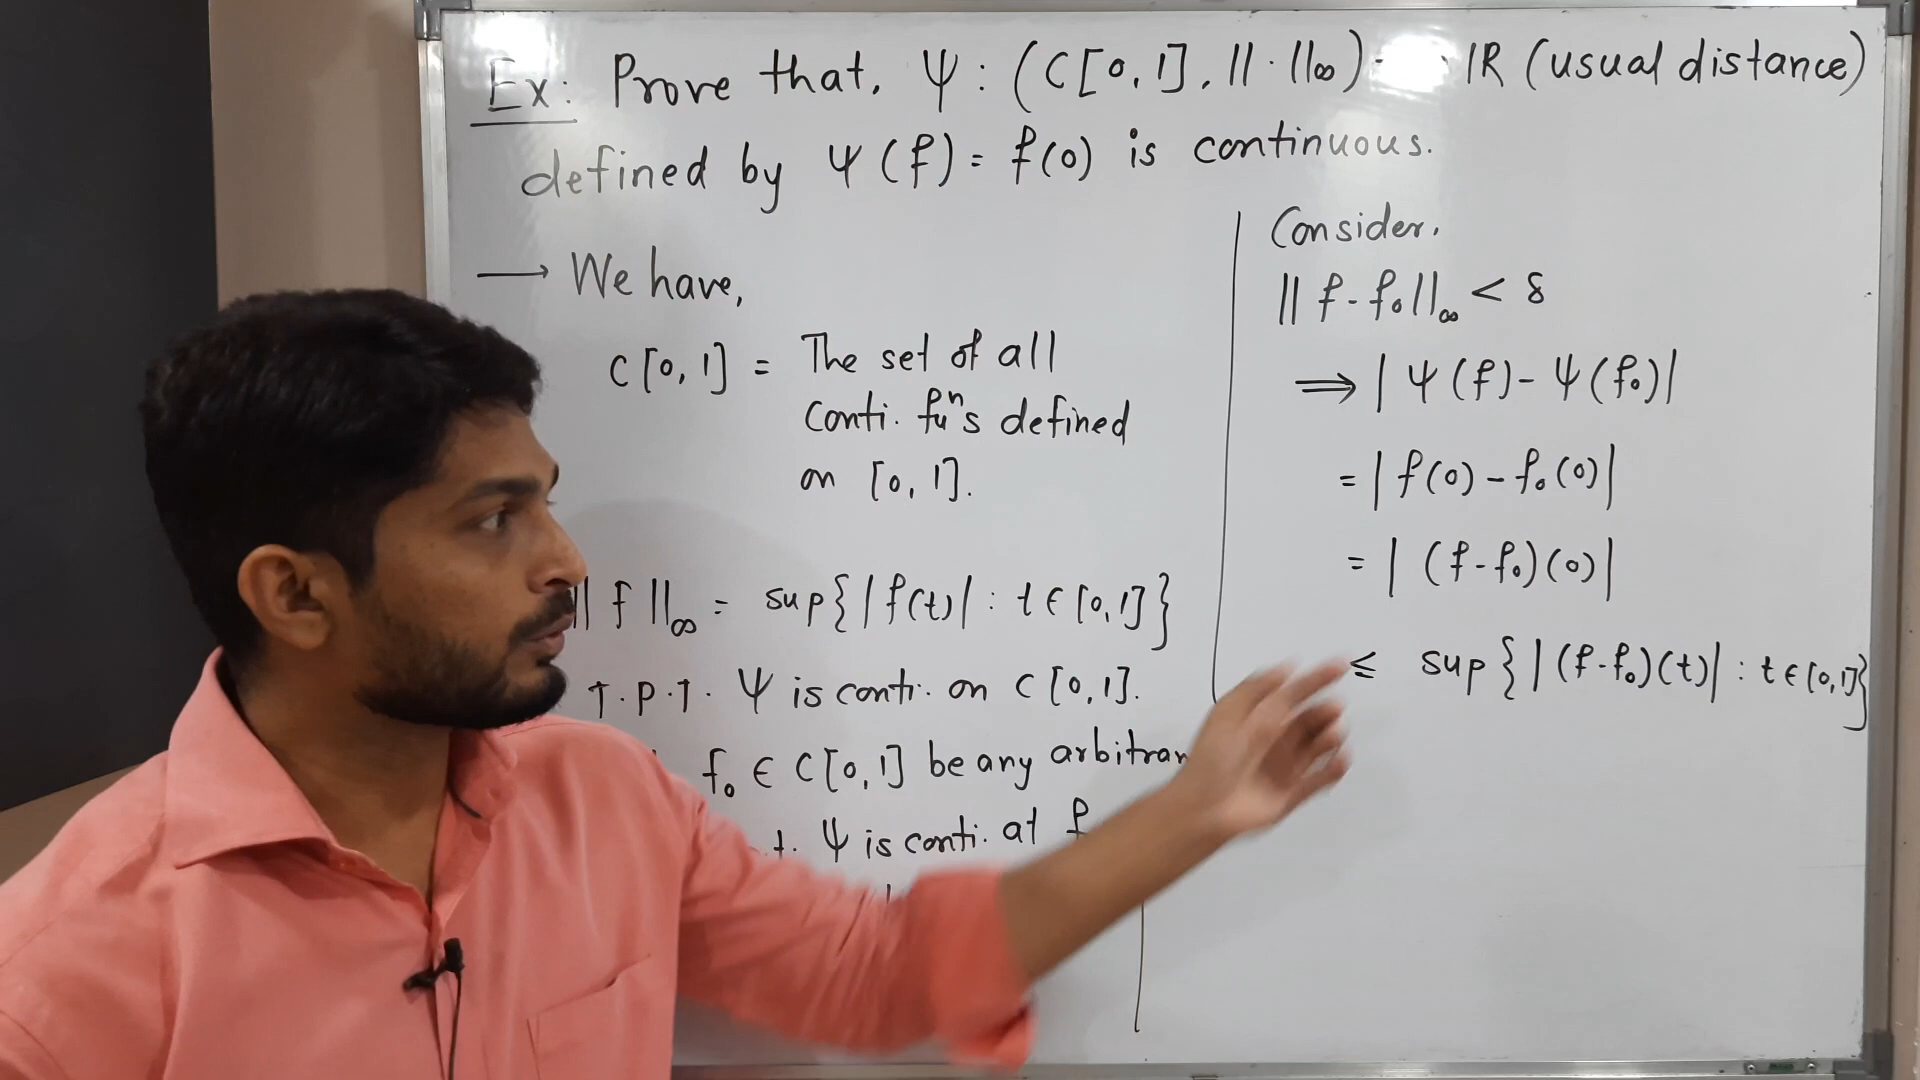 Ex: Prove that, Ψ : (C[0,1], ||·||∞) IR (usual distance)
defined by Ψ(f) = f(0) is continuous.
→ We have,
C[0,1] = The set of all
conti. fuⁿs defined
on [0,1].
|| f ||∞ = sup{|f(t)| : t ∈ [0,1]}
T.P.T. Ψ is conti. on C[0,1].
f₀ ∈ C[0,1] be any
Ψ is conti. at
Consider,
|| f - f₀ ||∞ < δ
⟹ | Ψ(f) - Ψ(f₀) |
= | f(0) - f₀(0) |
= | (f - f₀)(0) |
≤ sup{ | (f - f₀)(t) | : t ∈ [0,1] }